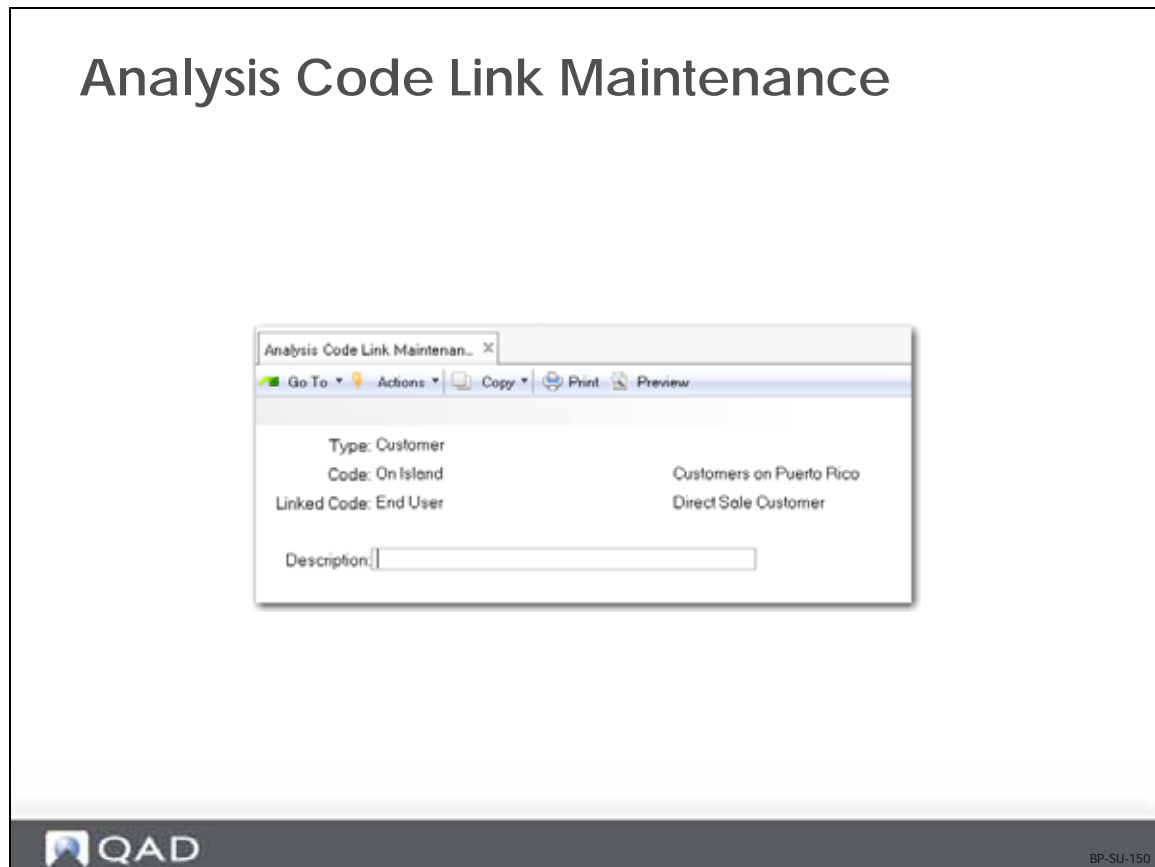 Analysis Code Link Maintenance
Analysis Code Link Maintenan...
Go To Actions Copy Print Preview
Type: Customer
Code: On Island Customers on Puerto Rico
Linked Code: End User Direct Sale Customer
Description:
QAD
BP-SU-150